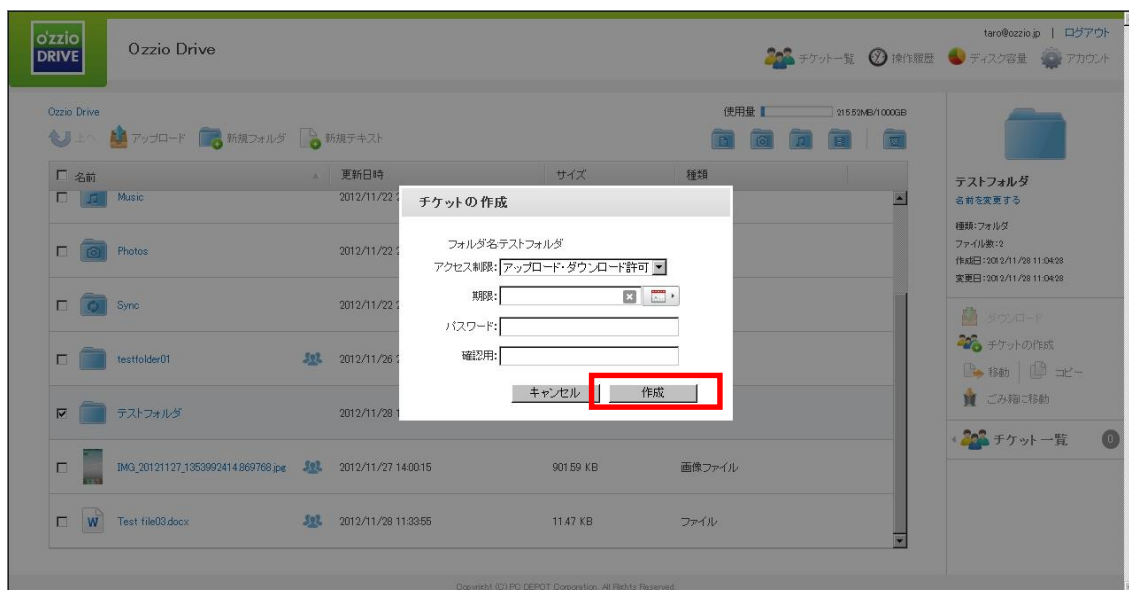 o'zzio
DRIVE
Ozzio Drive
taro@ozzio.jp | ログアウト
チケット一覧 操作履歴 ディスク容量 アカウント
Ozzio Drive
使用量 215.52MB/1000GB
上へ アップロード 新規フォルダ 新規テキスト
名前 更新日時 サイズ 種類
Music 2012/11/22 2
Photos 2012/11/22 2
Sync 2012/11/22 2
testfolder01 2012/11/26 2
テストフォルダ 2012/11/28 1
IMG_20121127_1353992414.869768.jpg 2012/11/27 14:00:15 901.59 KB 画像ファイル
W Test file03.docx 2012/11/28 11:33:55 11.47 KB ファイル
チケットの作成
フォルダ名テストフォルダ
アクセス制限: アップロード・ダウンロード許可
期限:
パスワード:
確認用:
キャンセル 作成
テストフォルダ
名前を変更する
種類:フォルダ
ファイル数:2
作成日:2012/11/28 11:04:28
変更日:2012/11/28 11:04:28
ダウンロード
チケットの作成
移動 | コピー
ごみ箱に移動
チケット一覧 0
Copyright (C) PC DEPOT Corporation. All Rights Reserved.